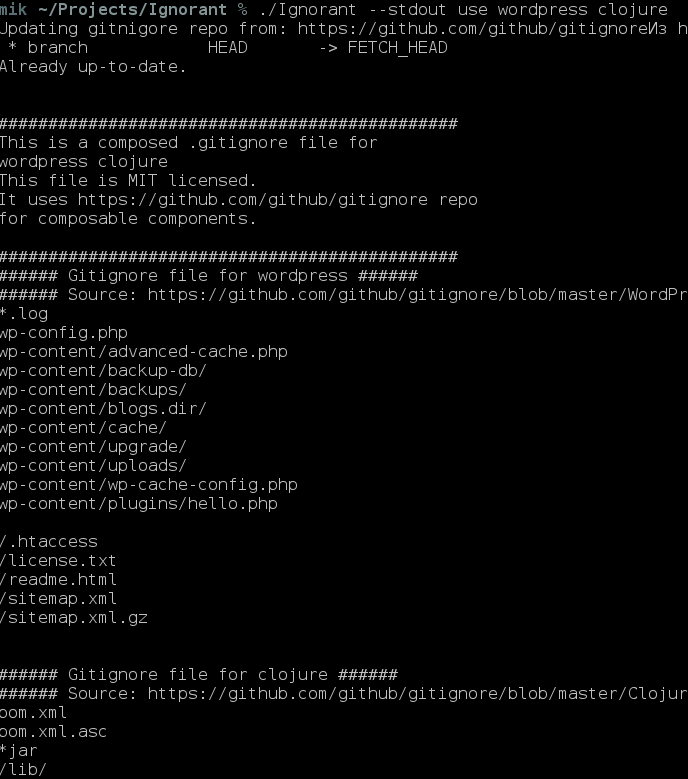 mik ~/Projects/Ignorant % ./Ignorant --stdout use wordpress clojure
Updating gitnigore repo from: https://github.com/github/gitignoreИз h
 * branch            HEAD       -> FETCH_HEAD
Already up-to-date.
##############################################
This is a composed .gitignore file for
wordpress clojure
This file is MIT licensed.
It uses https://github.com/github/gitignore repo
for composable components.
##############################################
###### Gitignore file for wordpress ######
###### Source: https://github.com/github/gitignore/blob/master/WordPr
*.log
wp-config.php
wp-content/advanced-cache.php
wp-content/backup-db/
wp-content/backups/
wp-content/blogs.dir/
wp-content/cache/
wp-content/upgrade/
wp-content/uploads/
wp-content/wp-cache-config.php
wp-content/plugins/hello.php
/.htaccess
/license.txt
/readme.html
/sitemap.xml
/sitemap.xml.gz
###### Gitignore file for clojure ######
###### Source: https://github.com/github/gitignore/blob/master/Clojur
pom.xml
pom.xml.asc
*jar
/lib/